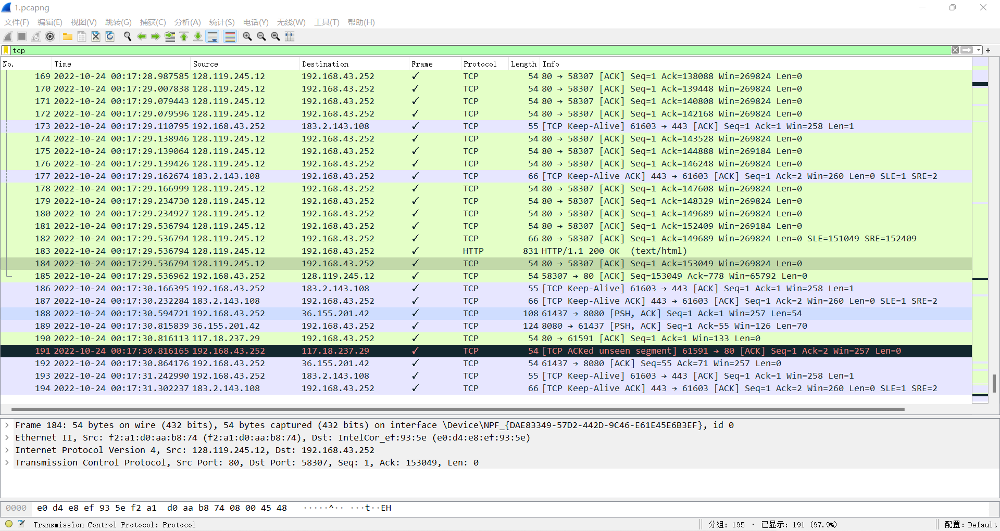 1.pcapng
文件(F) 编辑(E) 视图(V) 跳转(G) 捕获(C) 分析(A) 统计(S) 电话(Y) 无线(W) 工具(T) 帮助(H)
tcp
No. Time Source Destination Frame Protocol Length Info
169 2022-10-24 00:17:28.987585 128.119.245.12 192.168.43.252 ✓ TCP 54 80 → 58307 [ACK] Seq=1 Ack=138088 Win=269824 Len=0
170 2022-10-24 00:17:29.007838 128.119.245.12 192.168.43.252 ✓ TCP 54 80 → 58307 [ACK] Seq=1 Ack=139448 Win=269824 Len=0
171 2022-10-24 00:17:29.079443 128.119.245.12 192.168.43.252 ✓ TCP 54 80 → 58307 [ACK] Seq=1 Ack=140808 Win=269824 Len=0
172 2022-10-24 00:17:29.079596 128.119.245.12 192.168.43.252 ✓ TCP 54 80 → 58307 [ACK] Seq=1 Ack=142168 Win=269824 Len=0
173 2022-10-24 00:17:29.110795 192.168.43.252 183.2.143.108 ✓ TCP 55 [TCP Keep-Alive] 61603 → 443 [ACK] Seq=1 Ack=1 Win=258 Len=1
174 2022-10-24 00:17:29.138946 128.119.245.12 192.168.43.252 ✓ TCP 54 80 → 58307 [ACK] Seq=1 Ack=143528 Win=269824 Len=0
175 2022-10-24 00:17:29.139064 128.119.245.12 192.168.43.252 ✓ TCP 54 80 → 58307 [ACK] Seq=1 Ack=144888 Win=269184 Len=0
176 2022-10-24 00:17:29.139426 128.119.245.12 192.168.43.252 ✓ TCP 54 80 → 58307 [ACK] Seq=1 Ack=146248 Win=269824 Len=0
177 2022-10-24 00:17:29.162674 183.2.143.108 192.168.43.252 ✓ TCP 66 [TCP Keep-Alive ACK] 443 → 61603 [ACK] Seq=1 Ack=2 Win=260 Len=0 SLE=1 SRE=2
178 2022-10-24 00:17:29.166999 128.119.245.12 192.168.43.252 ✓ TCP 54 80 → 58307 [ACK] Seq=1 Ack=147608 Win=269824 Len=0
179 2022-10-24 00:17:29.234730 128.119.245.12 192.168.43.252 ✓ TCP 54 80 → 58307 [ACK] Seq=1 Ack=148329 Win=269824 Len=0
180 2022-10-24 00:17:29.234927 128.119.245.12 192.168.43.252 ✓ TCP 54 80 → 58307 [ACK] Seq=1 Ack=149689 Win=269824 Len=0
181 2022-10-24 00:17:29.536794 128.119.245.12 192.168.43.252 ✓ TCP 54 80 → 58307 [ACK] Seq=1 Ack=152409 Win=269184 Len=0
182 2022-10-24 00:17:29.536794 128.119.245.12 192.168.43.252 ✓ TCP 66 80 → 58307 [ACK] Seq=1 Ack=149689 Win=269824 Len=0 SLE=151049 SRE=152409
183 2022-10-24 00:17:29.536794 128.119.245.12 192.168.43.252 ✓ HTTP 831 HTTP/1.1 200 OK (text/html)
184 2022-10-24 00:17:29.536794 128.119.245.12 192.168.43.252 ✓ TCP 54 80 → 58307 [ACK] Seq=1 Ack=153049 Win=269824 Len=0
185 2022-10-24 00:17:29.536962 192.168.43.252 128.119.245.12 ✓ TCP 54 58307 → 80 [ACK] Seq=153049 Ack=778 Win=65792 Len=0
186 2022-10-24 00:17:30.166395 192.168.43.252 183.2.143.108 ✓ TCP 55 [TCP Keep-Alive] 61603 → 443 [ACK] Seq=1 Ack=1 Win=258 Len=1
187 2022-10-24 00:17:30.232284 183.2.143.108 192.168.43.252 ✓ TCP 66 [TCP Keep-Alive ACK] 443 → 61603 [ACK] Seq=1 Ack=2 Win=260 Len=0 SLE=1 SRE=2
188 2022-10-24 00:17:30.594721 192.168.43.252 36.155.201.42 ✓ TCP 108 61437 → 8080 [PSH, ACK] Seq=1 Ack=1 Win=257 Len=54
189 2022-10-24 00:17:30.815839 36.155.201.42 192.168.43.252 ✓ TCP 124 8080 → 61437 [PSH, ACK] Seq=1 Ack=55 Win=126 Len=70
190 2022-10-24 00:17:30.816113 117.18.237.29 192.168.43.252 ✓ TCP 54 80 → 61591 [ACK] Seq=1 Ack=1 Win=133 Len=0
191 2022-10-24 00:17:30.816165 192.168.43.252 117.18.237.29 ✓ TCP 54 [TCP ACKed unseen segment] 61591 → 80 [ACK] Seq=1 Ack=2 Win=257 Len=0
192 2022-10-24 00:17:30.864176 192.168.43.252 36.155.201.42 ✓ TCP 54 61437 → 8080 [ACK] Seq=55 Ack=71 Win=257 Len=0
193 2022-10-24 00:17:31.242990 192.168.43.252 183.2.143.108 ✓ TCP 55 [TCP Keep-Alive] 61603 → 443 [ACK] Seq=1 Ack=1 Win=258 Len=1
194 2022-10-24 00:17:31.302237 183.2.143.108 192.168.43.252 ✓ TCP 66 [TCP Keep-Alive ACK] 443 → 61603 [ACK] Seq=1 Ack=2 Win=260 Len=0 SLE=1 SRE=2
Frame 184: 54 bytes on wire (432 bits), 54 bytes captured (432 bits) on interface \Device\NPF_{DAE83349-57D2-442D-9C46-E61E45E6B3EF}, id 0
Ethernet II, Src: f2:a1:d0:aa:b8:74 (f2:a1:d0:aa:b8:74), Dst: IntelCor_ef:93:5e (e0:d4:e8:ef:93:5e)
Internet Protocol Version 4, Src: 128.119.245.12, Dst: 192.168.43.252
Transmission Control Protocol, Src Port: 80, Dst Port: 58307, Seq: 1, Ack: 153049, Len: 0
0000 e0 d4 e8 ef 93 5e f2 a1 d0 aa b8 74 08 00 45 48 ·····^·· ···t··EH
Transmission Control Protocol: Protocol 分组: 195 · 已显示: 191 (97.9%) 配置: Default